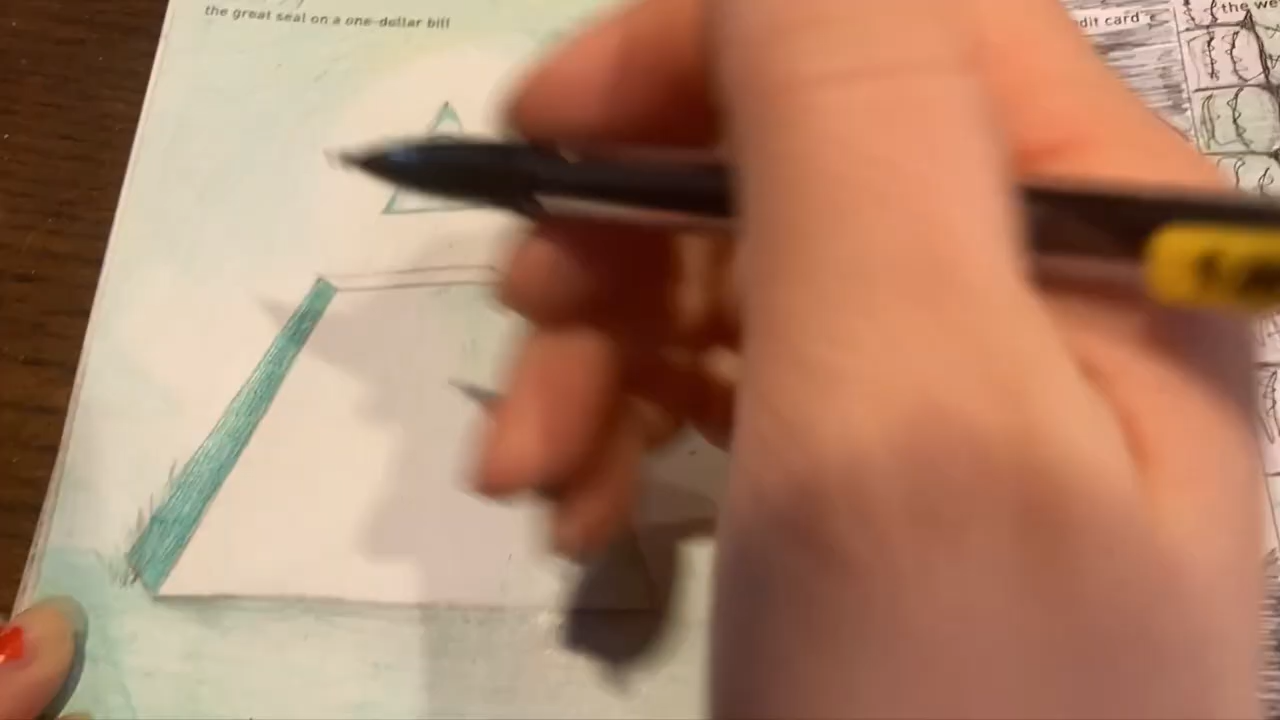 the great seal on a one-dollar bill
dit card
the we